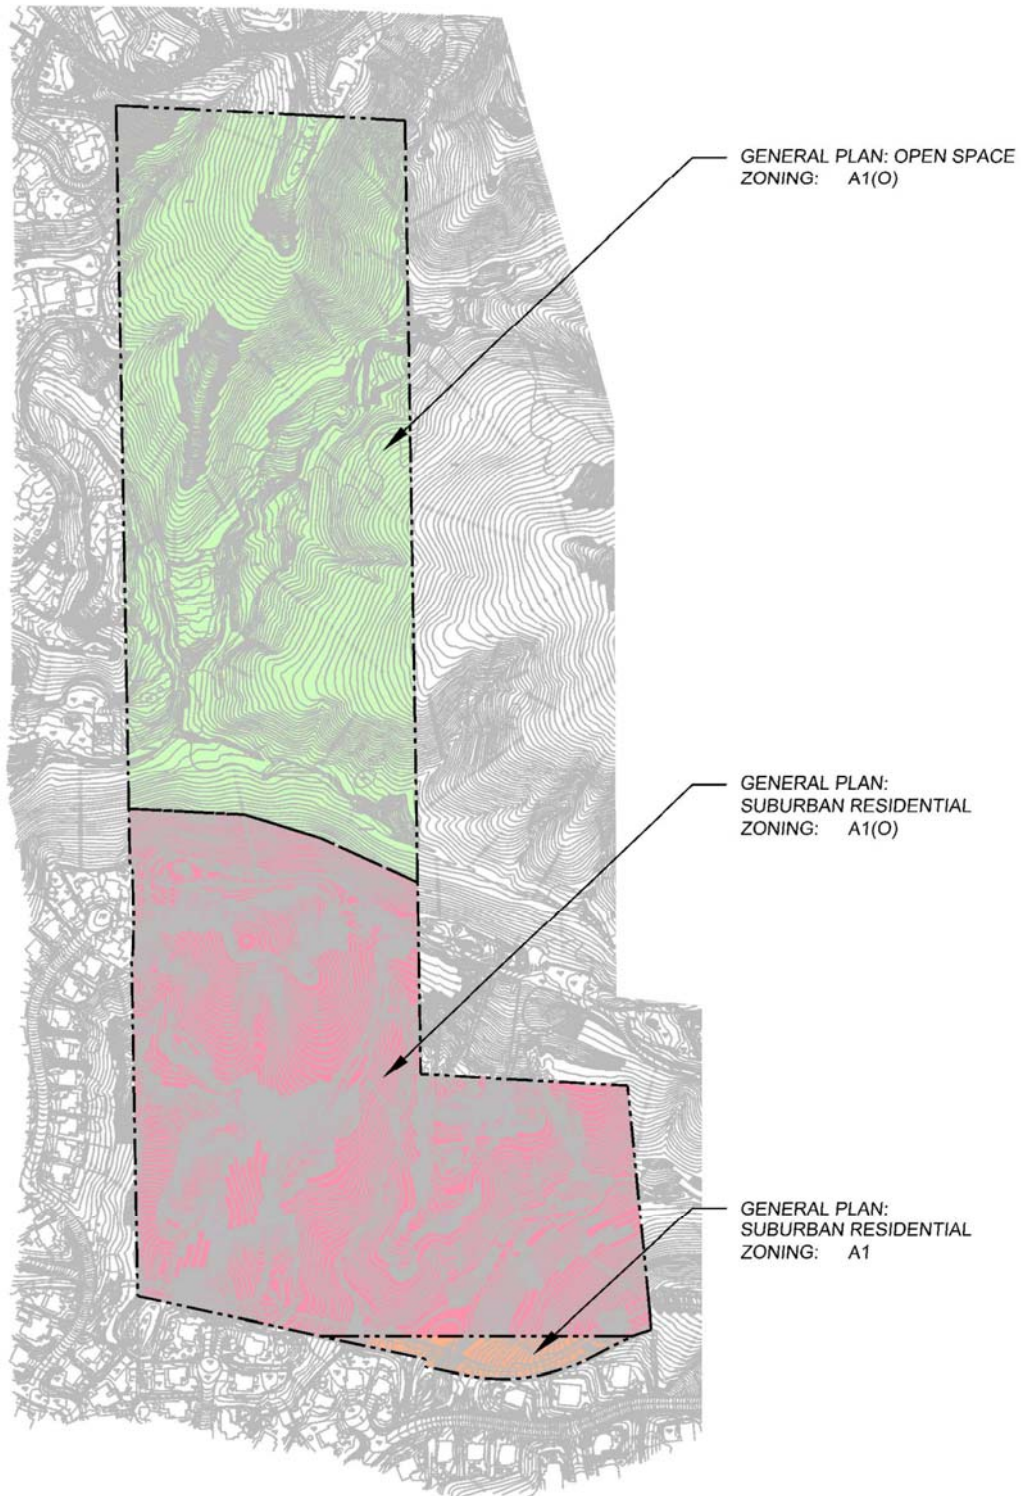 GENERAL PLAN: OPEN SPACE
ZONING: A1(O)
GENERAL PLAN:
SUBURBAN RESIDENTIAL
ZONING: A1(O)
GENERAL PLAN:
SUBURBAN RESIDENTIAL
ZONING: A1